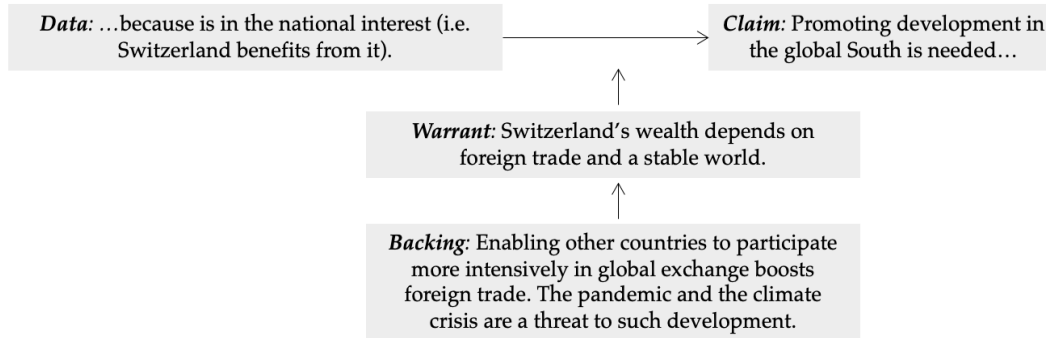 Data: …because is in the national interest (i.e.
Switzerland benefits from it).
Claim: Promoting development in
the global South is needed…
Warrant: Switzerland’s wealth depends on
foreign trade and a stable world.
Backing: Enabling other countries to participate
more intensively in global exchange boosts
foreign trade. The pandemic and the climate
crisis are a threat to such development.